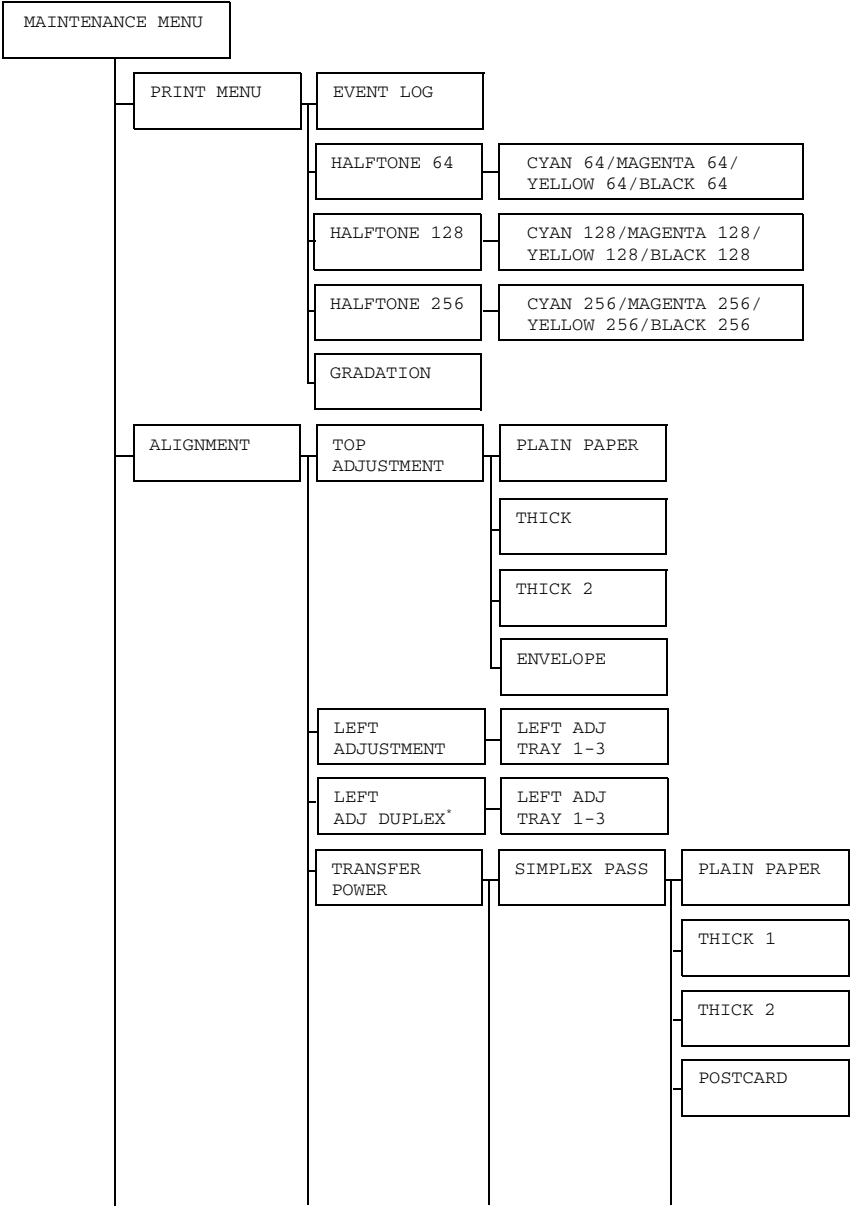 MAINTENANCE MENU
PRINT MENU
EVENT LOG
HALFTONE 64
CYAN 64/MAGENTA 64/
YELLOW 64/BLACK 64
HALFTONE 128
CYAN 128/MAGENTA 128/
YELLOW 128/BLACK 128
HALFTONE 256
CYAN 256/MAGENTA 256/
YELLOW 256/BLACK 256
GRADATION
ALIGNMENT
TOP
ADJUSTMENT
PLAIN PAPER
THICK
THICK 2
ENVELOPE
LEFT
ADJUSTMENT
LEFT ADJ
TRAY 1-3
LEFT
ADJ DUPLEX*
LEFT ADJ
TRAY 1-3
TRANSFER
POWER
SIMPLEX PASS
PLAIN PAPER
THICK 1
THICK 2
POSTCARD